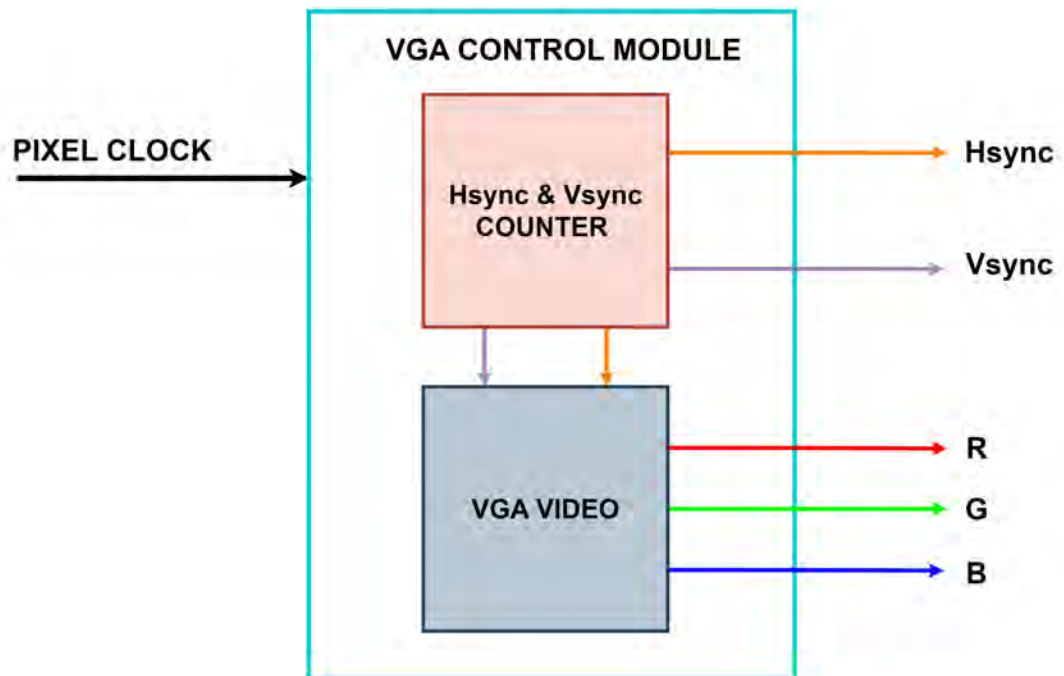 VGA CONTROL MODULE
PIXEL CLOCK
Hsync & Vsync
COUNTER
Hsync
Vsync
VGA VIDEO
R
G
B